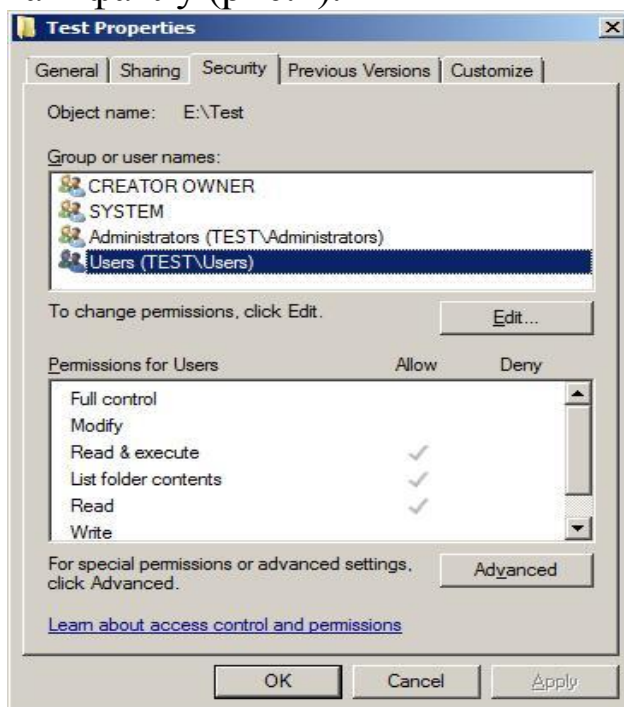 Test Properties
General Sharing Security Previous Versions Customize
Object name: E:\Test
Group or user names:
CREATOR OWNER
SYSTEM
Administrators (TEST\Administrators)
Users (TEST\Users)
To change permissions, click Edit.
Edit...
Permissions for Users Allow Deny
Full control
Modify
Read & execute
List folder contents
Read
Write
For special permissions or advanced settings,
click Advanced.
Advanced
Learn about access control and permissions
OK Cancel Apply